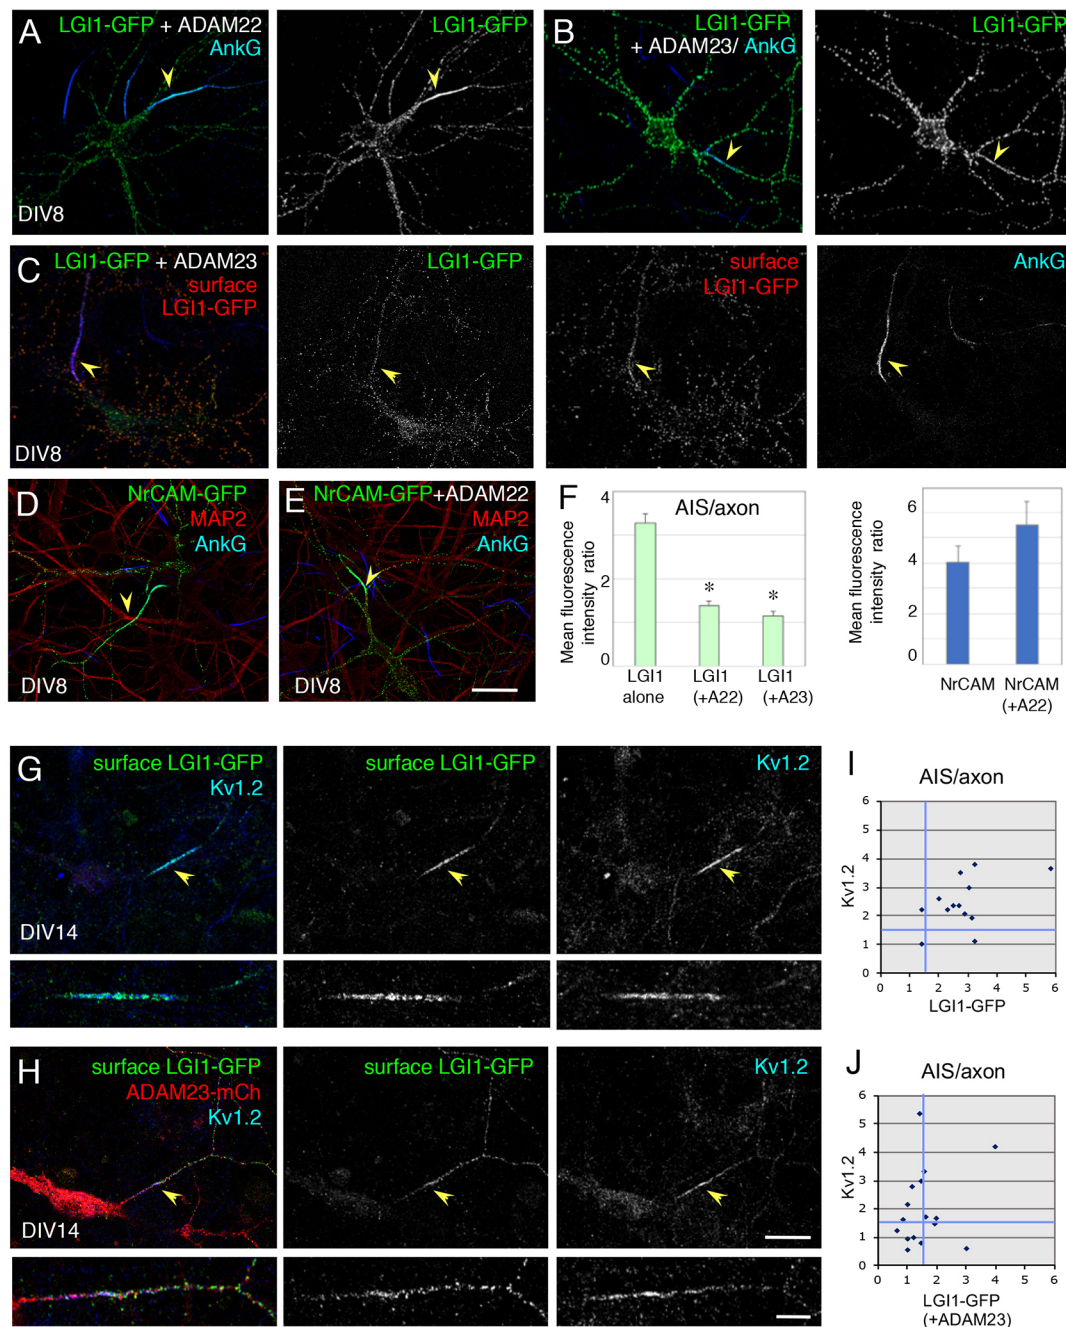 A
LGI1-GFP + ADAM22
AnkG
DIV8
LGI1-GFP
B
LGI1-GFP
+ ADAM23/ AnkG
LGI1-GFP
C
LGI1-GFP + ADAM23
surface
LGI1-GFP
DIV8
LGI1-GFP
surface
LGI1-GFP
AnkG
D
NrCAM-GFP
MAP2
AnkG
DIV8
E
NrCAM-GFP+ADAM22
MAP2
AnkG
DIV8
F
AIS/axon
Mean fluorescence
intensity ratio
4
2
0
*
*
LGI1
alone
LGI1
(+A22)
LGI1
(+A23)
Mean fluorescence
intensity ratio
6
4
2
0
NrCAM
NrCAM
(+A22)
G
surface LGI1-GFP
Kv1.2
DIV14
surface LGI1-GFP
Kv1.2
H
surface LGI1-GFP
ADAM23-mCh
Kv1.2
DIV14
surface LGI1-GFP
Kv1.2
I
AIS/axon
Kv1.2
6
5
4
3
2
1
0
0 1 2 3 4 5 6
LGI1-GFP
J
AIS/axon
Kv1.2
6
5
4
3
2
1
0
0 1 2 3 4 5 6
LGI1-GFP
(+ADAM23)